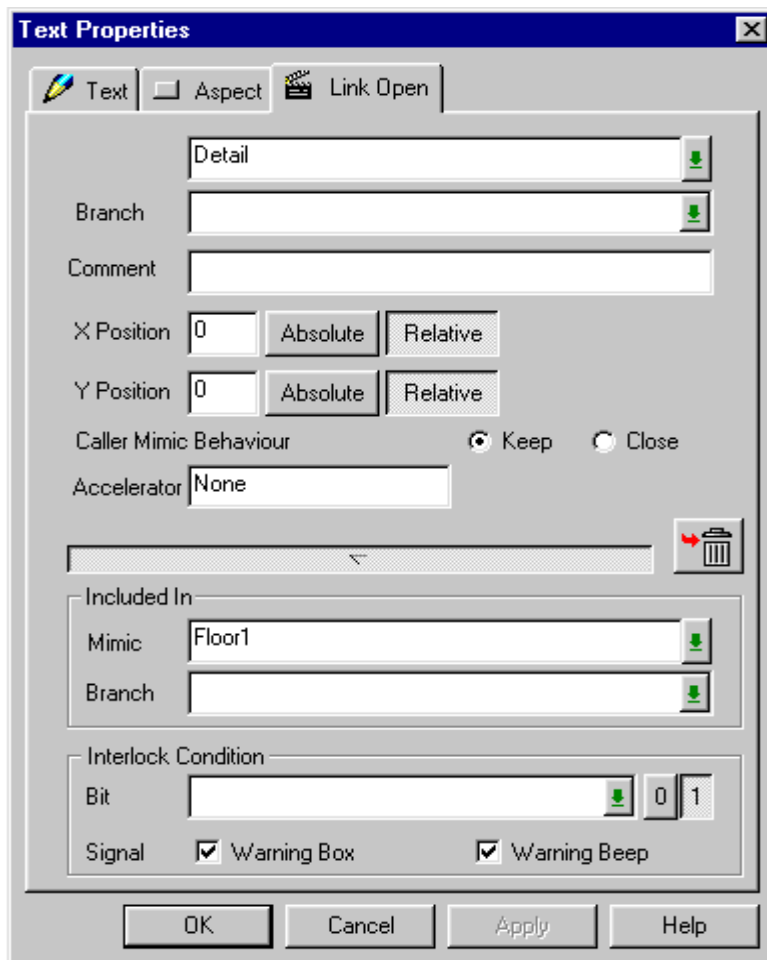 Text Properties
Text Aspect Link Open
Detail
Branch
Comment
X Position 0 Absolute Relative
Y Position 0 Absolute Relative
Caller Mimic Behaviour Keep Close
Accelerator None
Included In
Mimic Floor1
Branch
Interlock Condition
Bit 0 1
Signal Warning Box Warning Beep
OK Cancel Apply Help